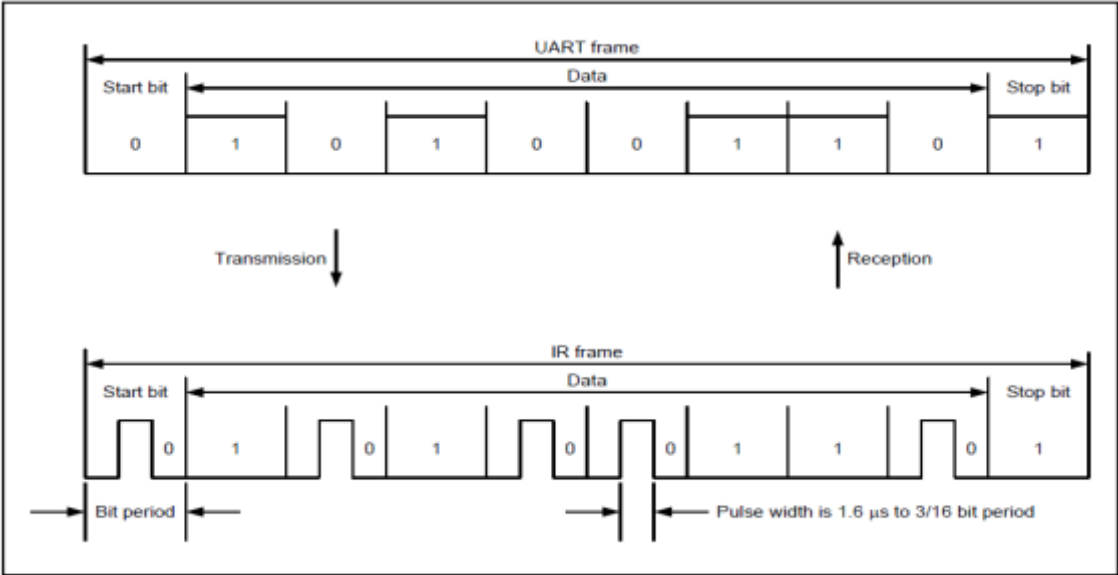 UART frame
Start bit Data Stop bit
0 1 0 1 0 0 1 1 0 1
Transmission Reception
IR frame
Start bit Data Stop bit
0 1 0 1 0 0 1 1 0 1
Bit period Pulse width is 1.6 μs to 3/16 bit period